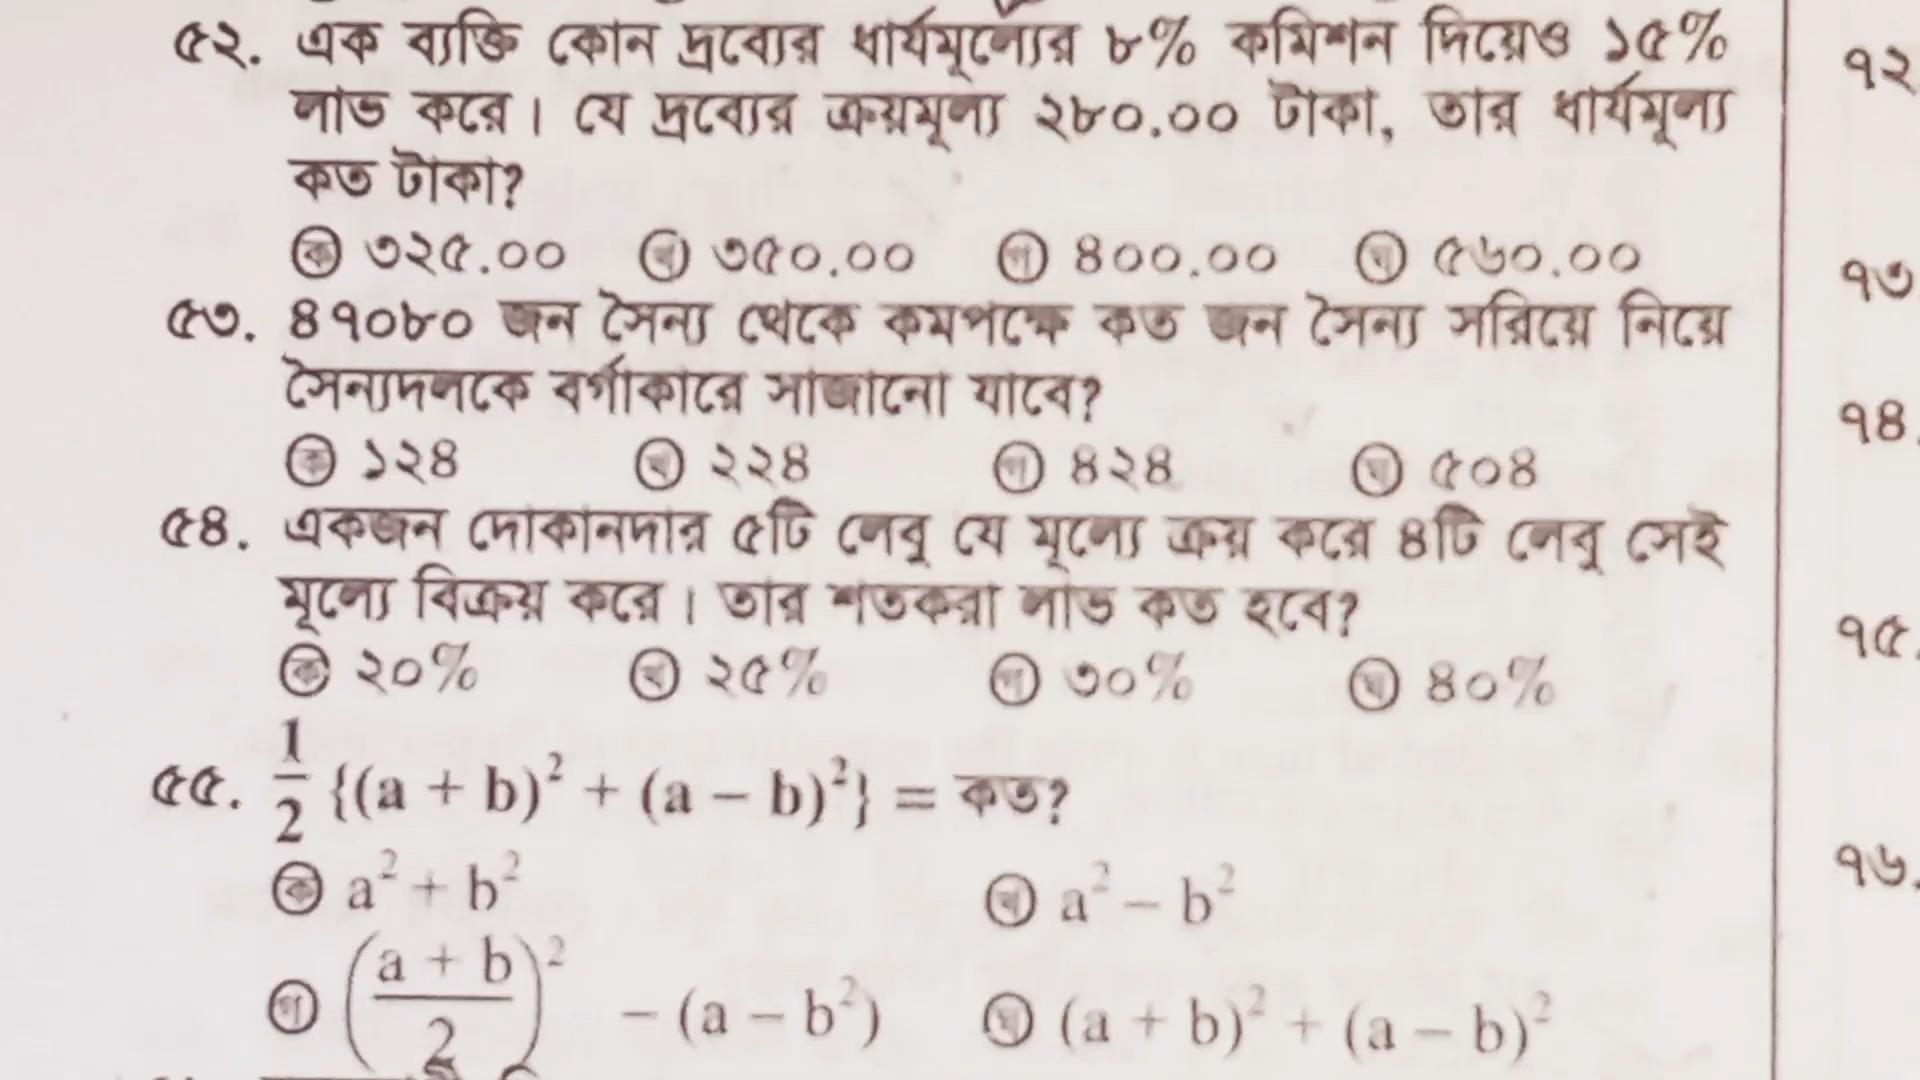 ৫২. এক ব্যক্তি কোন দ্রব্যের ধার্যমূল্যের ৮% কমিশন দিয়েও ১৫%
লাভ করে। যে দ্রব্যের ক্রয়মূল্য ২৮০.০০ টাকা, তার ধার্যমূল্য
কত টাকা?
ক ৩২৫.০০ খ ৩৫০.০০ গ ৪০০.০০ ঘ ৫৬০.০০
৫৩. ৪৭০৮০ জন সৈন্য থেকে কমপক্ষে কত জন সৈন্য সরিয়ে নিয়ে
সৈন্যদলকে বর্গাকারে সাজানো যাবে?
ক ১২৪ খ ২২৪ গ ৪২৪ ঘ ৫০৪
৫৪. একজন দোকানদার ৫টি লেবু যে মূল্যে ক্রয় করে ৪টি লেবু সেই
মূল্যে বিক্রয় করে। তার শতকরা লাভ কত হবে?
ক ২০% খ ২৫% গ ৩০% ঘ ৪০%
৫৫. 1/2 {(a + b)² + (a − b)²} = কত?
ক a² + b² খ a² − b²
গ ((a + b)/2)² − (a − b²) ঘ (a + b)² + (a − b)²
৭২
৭৩
৭৪.
৭৫.
৭৬.